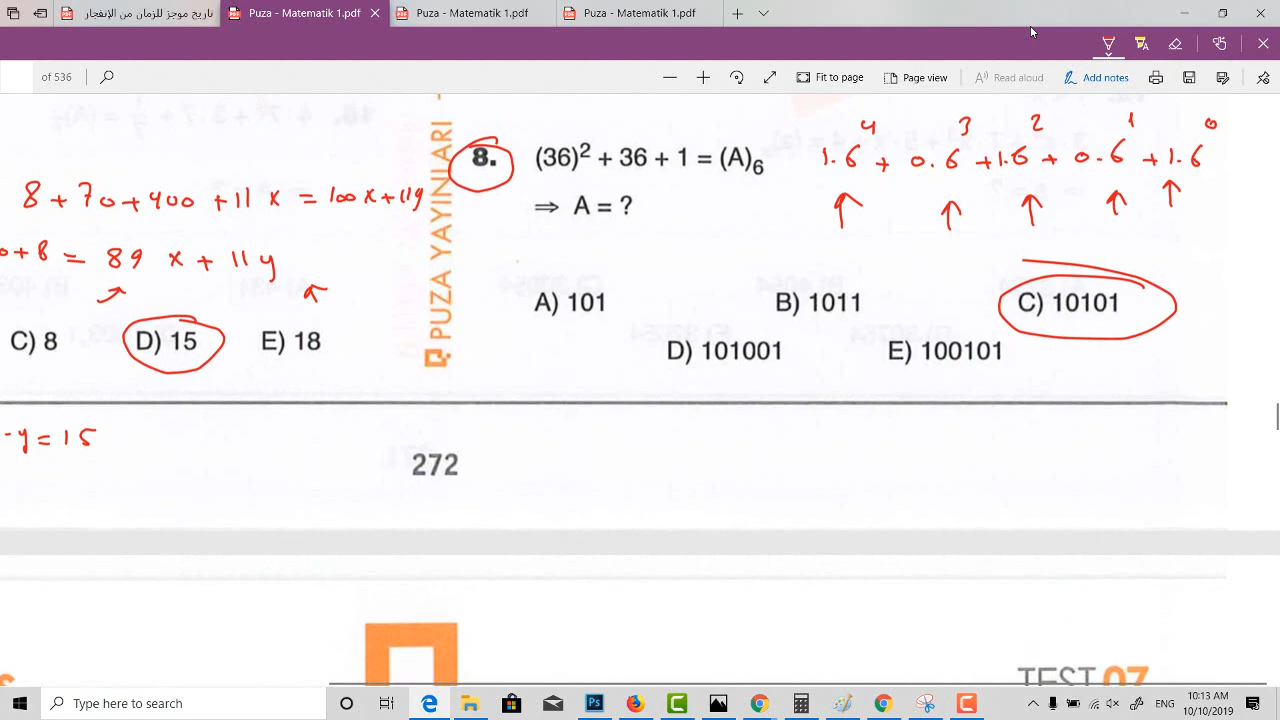 تاريخ موجز للزمان من الإنفجار
Puza - Matematik 1.pdf
Puza - Matematik 1.pdf
Puza - Matematik 1.pdf
of 536
Fit to page
Page view
Read aloud
Add notes
8 + 70 + 400 + 11 x = 100 x + 11y
0 + 8 = 89 x + 11 y
C) 8 D) 15 E) 18
- y = 15
PUZA YAYINLARI -
8. (36)² + 36 + 1 = (A)₆
⇒ A = ?
1.6⁴ + 0.6³ + 1.6² + 0.6¹ + 1.6⁰
A) 101 B) 1011 C) 10101
D) 101001 E) 100101
272
TEST 07
Type here to search
ENG
10:13 AM
10/10/2019